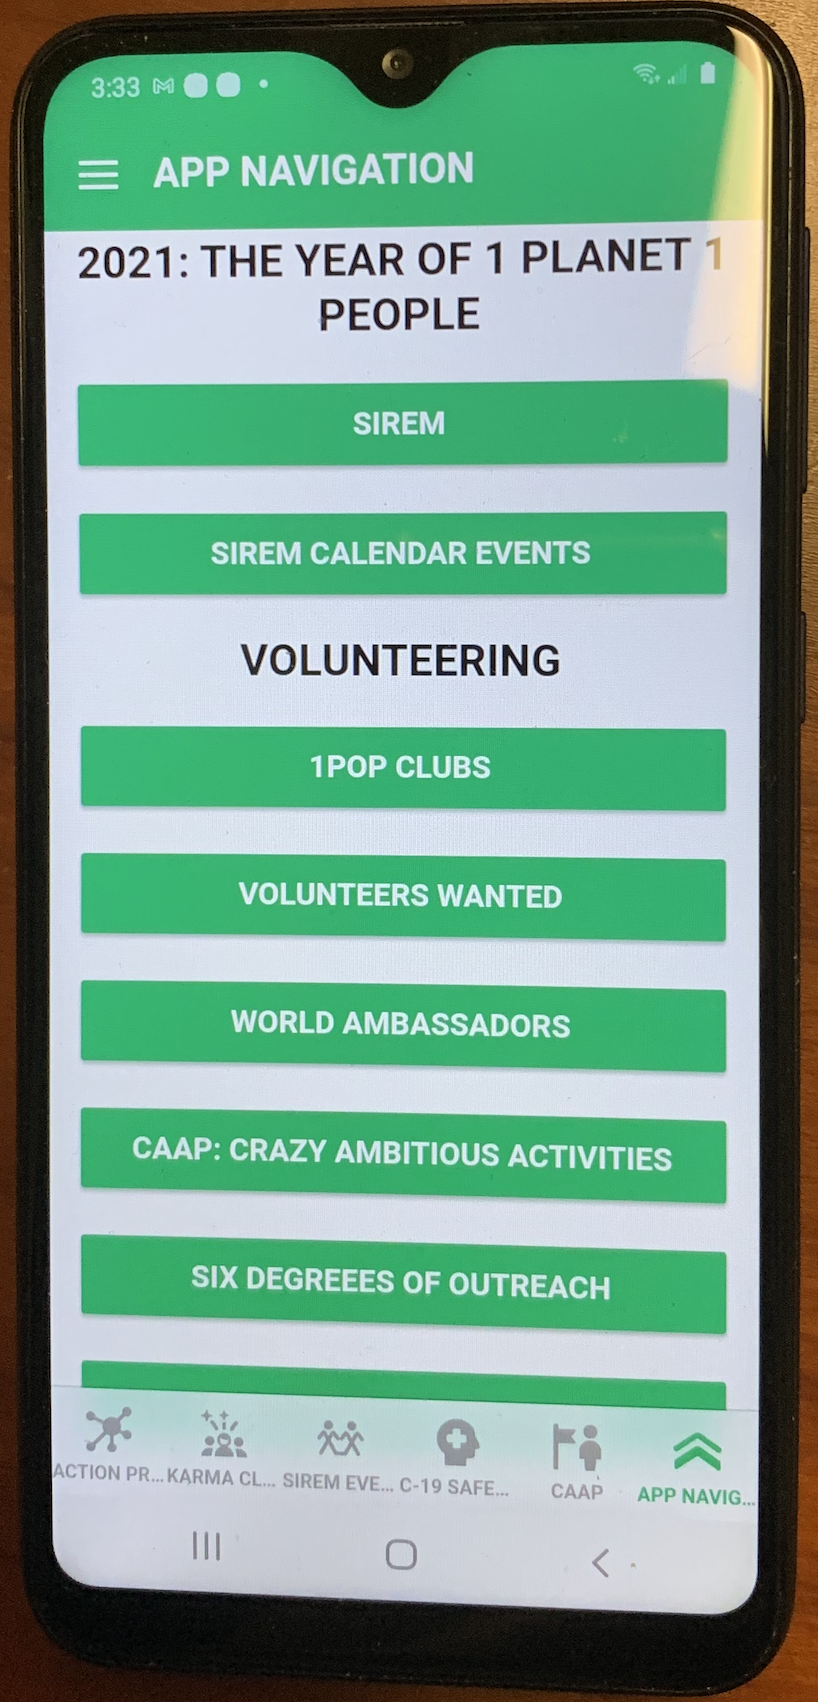 3:33
APP NAVIGATION
2021: THE YEAR OF 1 PLANET 1
PEOPLE
SIREM
SIREM CALENDAR EVENTS
VOLUNTEERING
1POP CLUBS
VOLUNTEERS WANTED
WORLD AMBASSADORS
CAAP: CRAZY AMBITIOUS ACTIVITIES
SIX DEGREEES OF OUTREACH
ACTION PR... KARMA CL... SIREM EVE... C-19 SAFE... CAAP APP NAVIG...